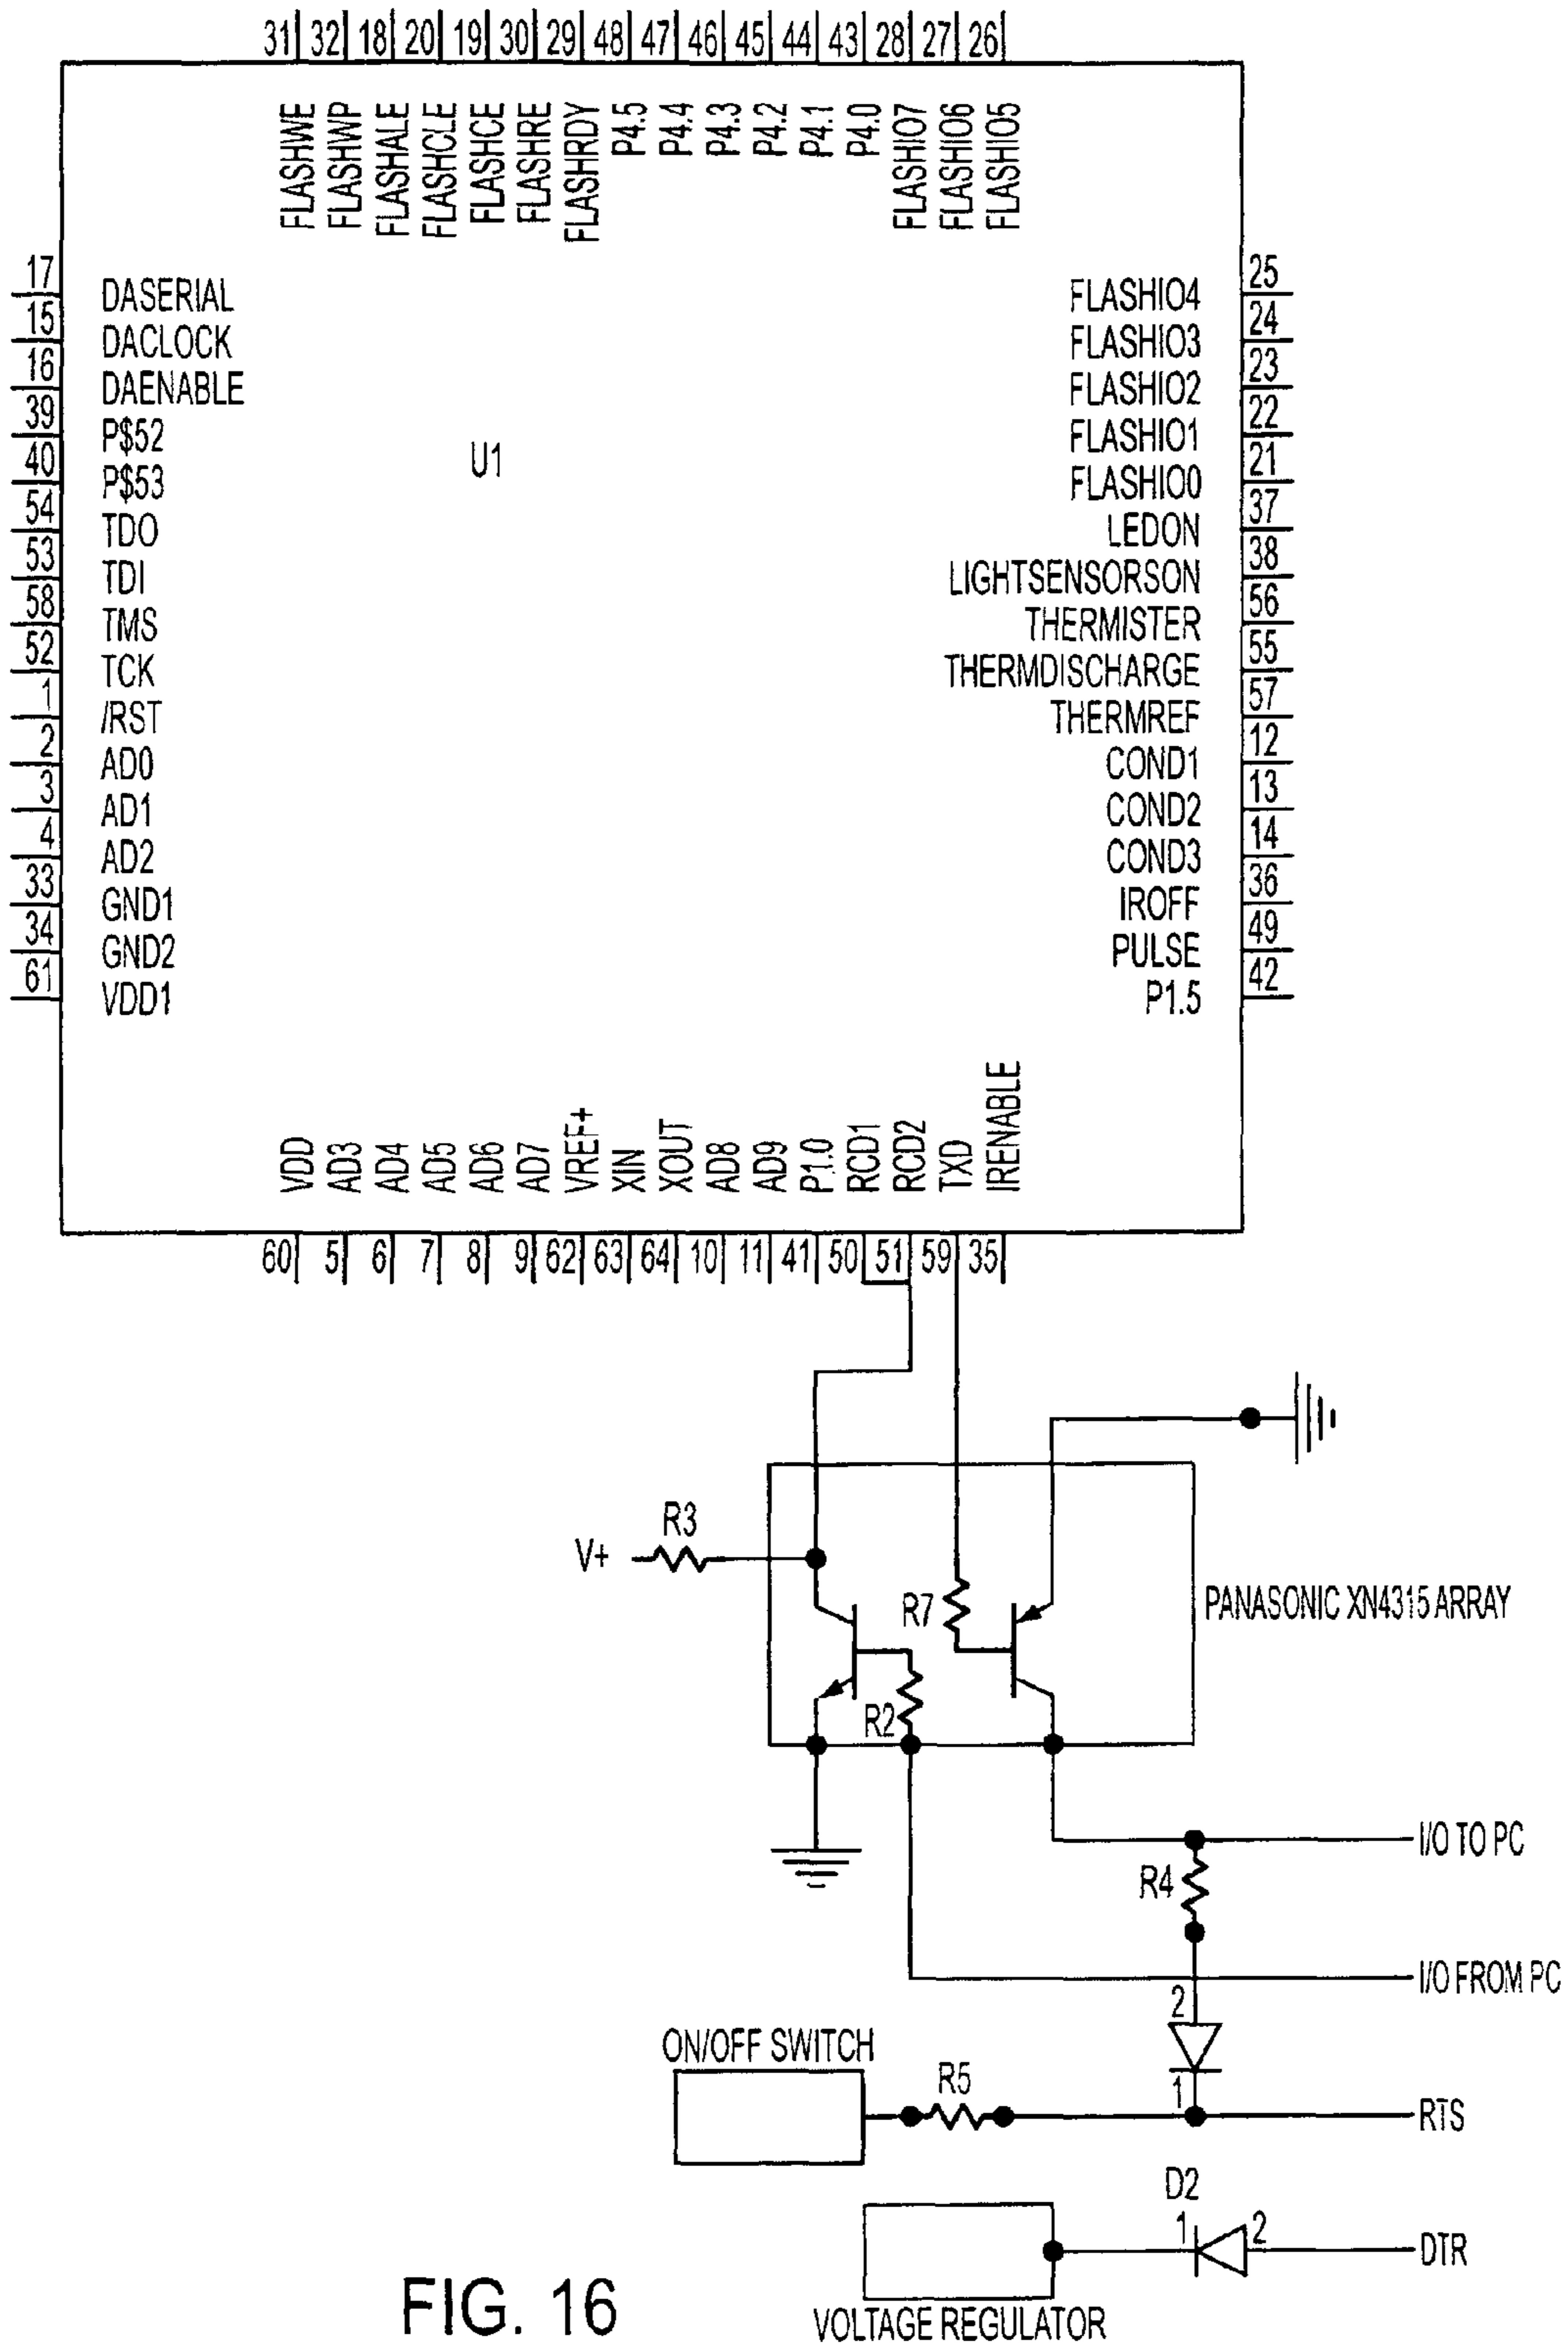 31 32 18 20 19 30 29 48 47 46 45 44 43 28 27 26
FLASHWE FLASHWP FLASHALE FLASHCLE FLASHCE FLASHRE FLASHRDY P4.5 P4.4 P4.3 P4.2 P4.1 P4.0 FLASHIO7 FLASHIO6 FLASHIO5
17 DASERIAL FLASHIO4 25
15 DACLOCK FLASHIO3 24
16 DAENABLE FLASHIO2 23
39 P$52 FLASHIO1 22
U1
40 P$53 FLASHIO0 21
54 TDO LEDON 37
53 TDI LIGHTSENSORSON 38
58 TMS THERMISTER 56
52 TCK THERMDISCHARGE 55
1 /RST THERMREF 57
2 AD0 COND1 12
3 AD1 COND2 13
4 AD2 COND3 14
33 GND1 IROFF 36
34 GND2 PULSE 49
61 VDD1 P1.5 42
VDD AD3 AD4 AD5 AD6 AD7 VREF+ XIN XOUT AD8 AD9 P1.0 RCD1 RCD2 TXD IRENABLE
60 5 6 7 8 9 62 63 64 10 11 41 50 51 59 35
R3
V+
R7
PANASONIC XN4315 ARRAY
R2
I/O TO PC
R4
I/O FROM PC
2
ON/OFF SWITCH
R5
1
RTS
D2
1 2
DTR
VOLTAGE REGULATOR
FIG. 16